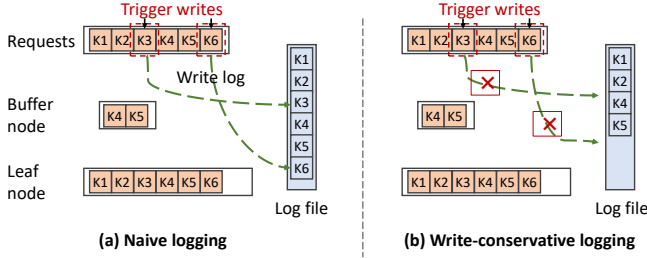 Trigger writes
Requests
K1 K2 K3 K4 K5 K6
Write log
Buffer
node
K4 K5
Leaf
node
K1 K2 K3 K4 K5 K6
K1
K2
K3
K4
K5
K6
Log file
(a) Naive logging
Trigger writes
K1 K2 K3 K4 K5 K6
K4 K5
K1 K2 K3 K4 K5 K6
K1
K2
K4
K5
Log file
(b) Write-conservative logging